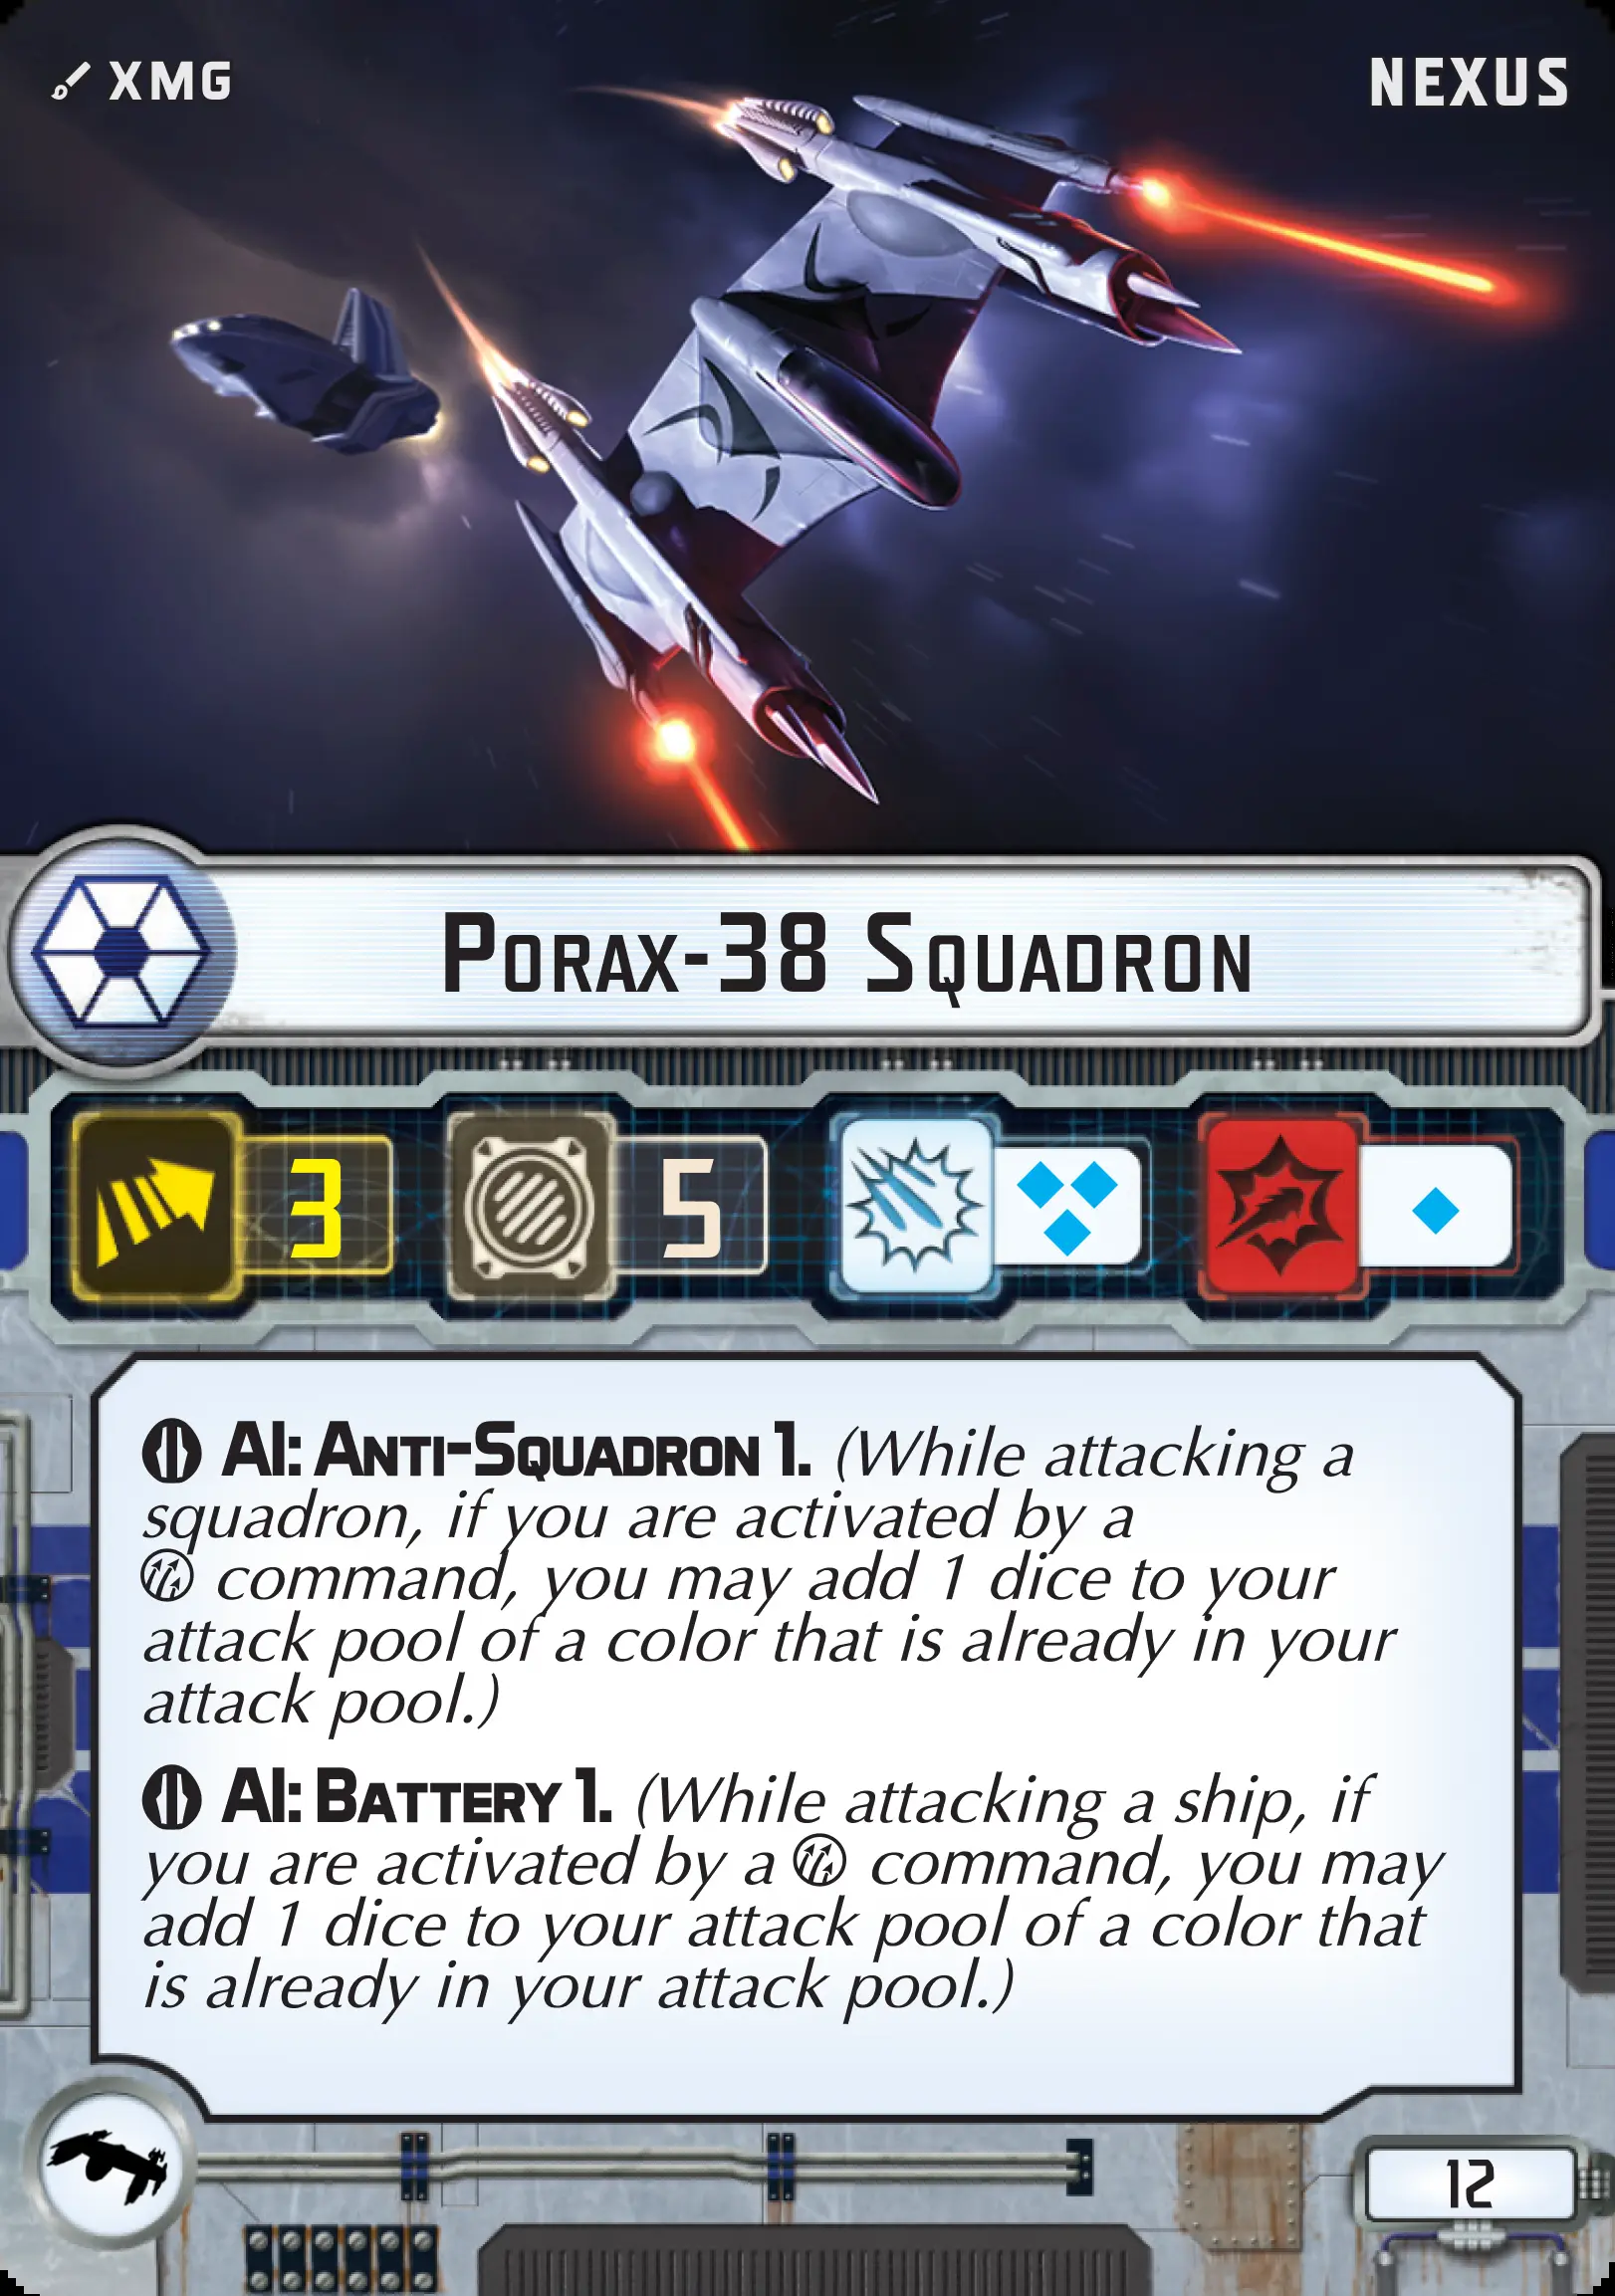 XMG
NEXUS
Porax-38 Squadron
3
5
AI: Anti-Squadron 1. (While attacking a
squadron, if you are activated by a
command, you may add 1 dice to your
attack pool of a color that is already in your
attack pool.)
AI: Battery 1. (While attacking a ship, if
you are activated by a command, you may
add 1 dice to your attack pool of a color that
is already in your attack pool.)
12